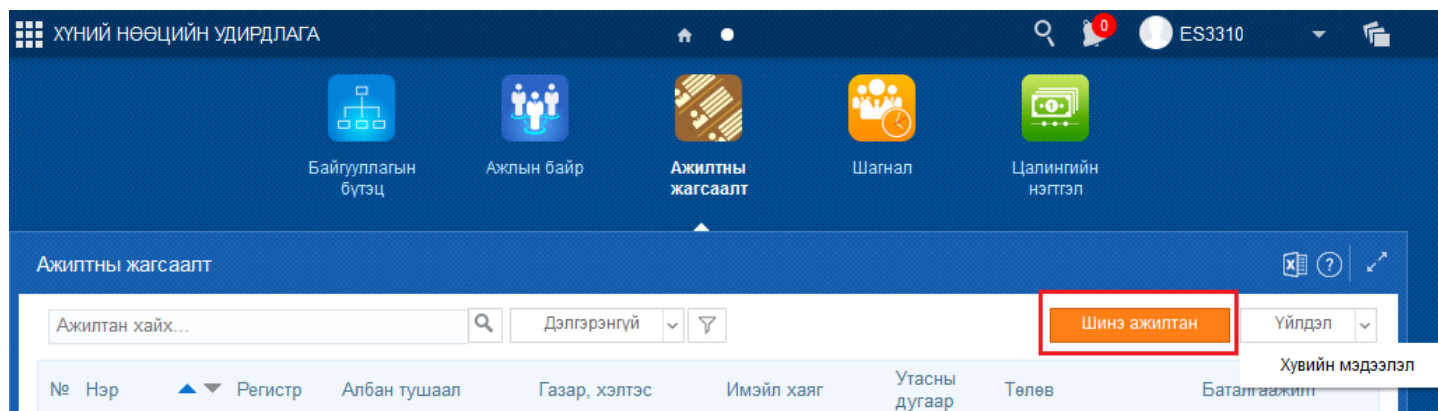 ХҮНИЙ НӨӨЦИЙН УДИРДЛАГА
0
ES3310
Байгууллагын
бүтэц
Ажлын байр
Ажилтны
жагсаалт
Шагнал
Цалингийн
нэгтгэл
Ажилтны жагсаалт
Ажилтан хайх...
Дэлгэрэнгүй
Шинэ ажилтан
Үйлдэл
Хувийн мэдээлэл
№ Нэр Регистр Албан тушаал Газар, хэлтэс Имэйл хаяг Утасны дугаар Төлөв Баталгаажилт